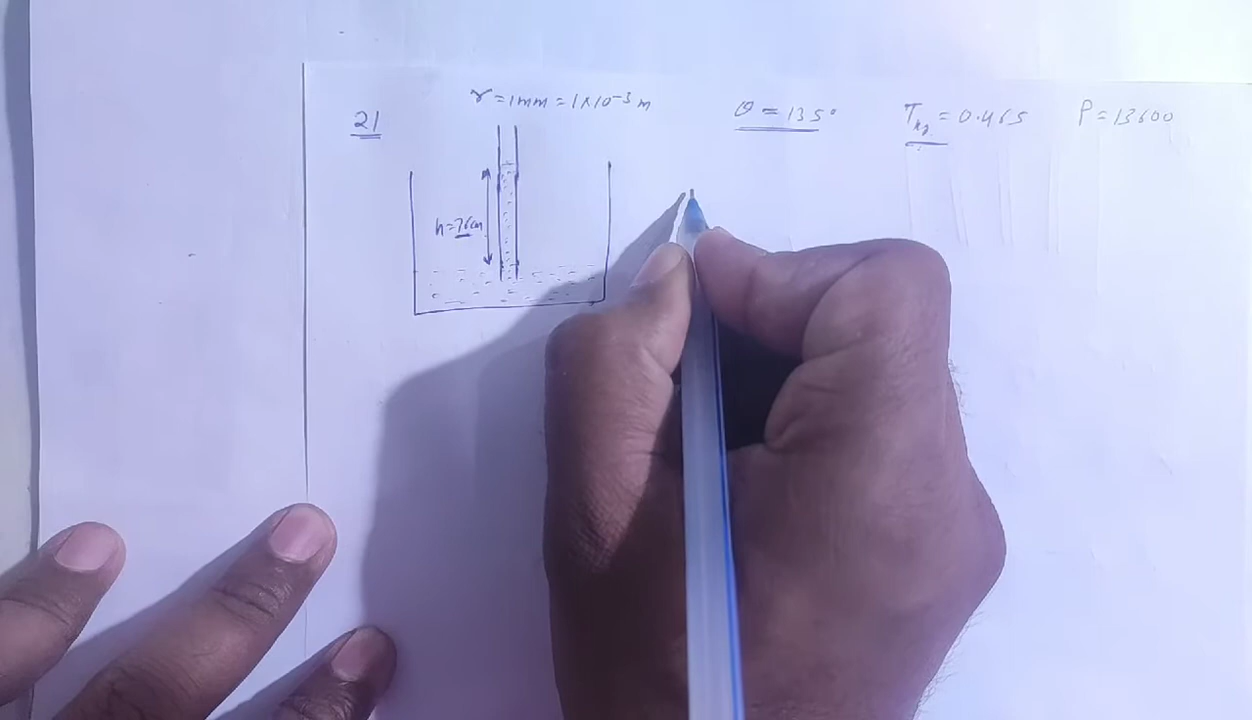 21 r = 1mm = 1×10⁻³ m θ = 135° T_Hg = 0.465 ρ = 13600
h = 76cm